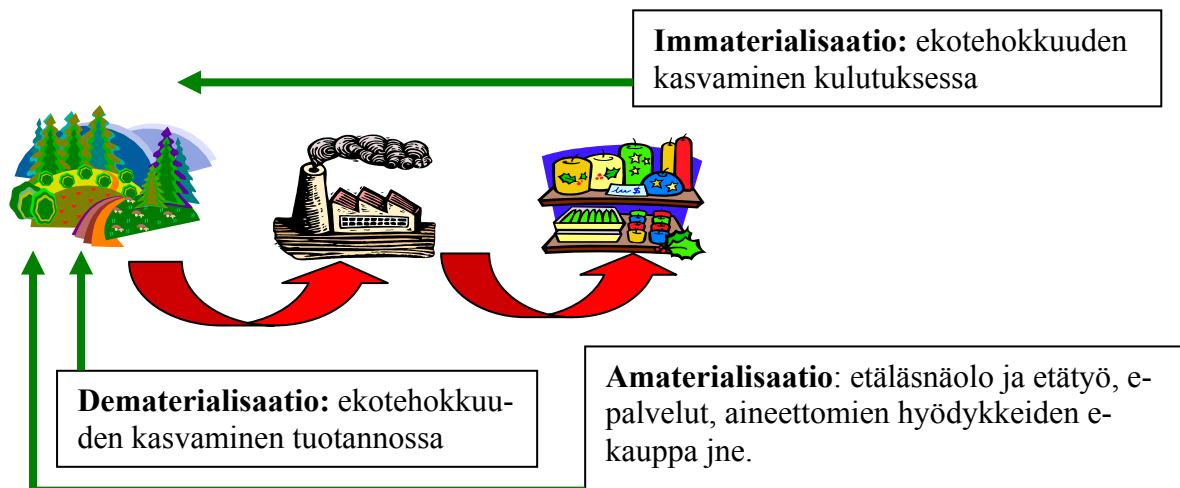 Immaterialisaatio: ekotehokkuuden
kasvaminen kulutuksessa
Dematerialisaatio: ekotehokkuu-
den kasvaminen tuotannossa
Amaterialisaatio: etäläsnäolo ja etätyö, e-
palvelut, aineettomien hyödykkeiden e-
kauppa jne.